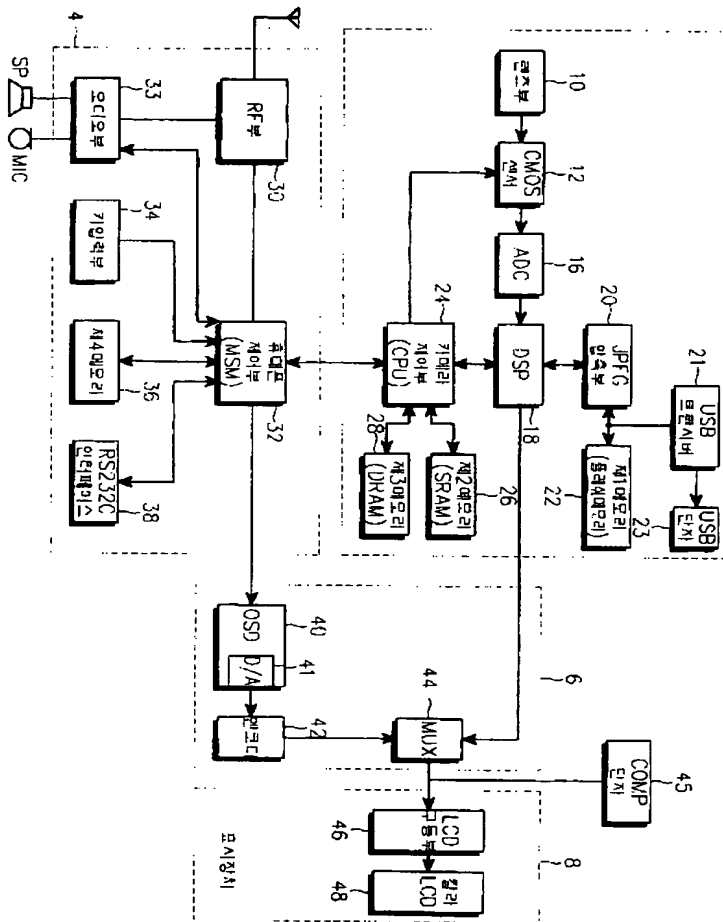 10
렌즈부
12
CMOS
센서
16
ADC
18
DSP
20
JPFG
압축부
21
USB
트랜시버
22
제1메모리
(플래쉬메모리)
23
USB
단자
24
카메라
제어부
(CPU)
26
제2메모리
(SRAM)
28
제3메모리
(DRAM)
4
RF부
30
33
오디오부
SP
MIC
34
키입력부
휴대폰
제어부
(MSM)
32
제4메모리
36
RS232C
인터페이스
38
6
40
OSD
D/A
41
엔코더
42
44
MUX
45
COMP
단자
8
LCD
구동부
46
컬러
LCD
48
표시장치